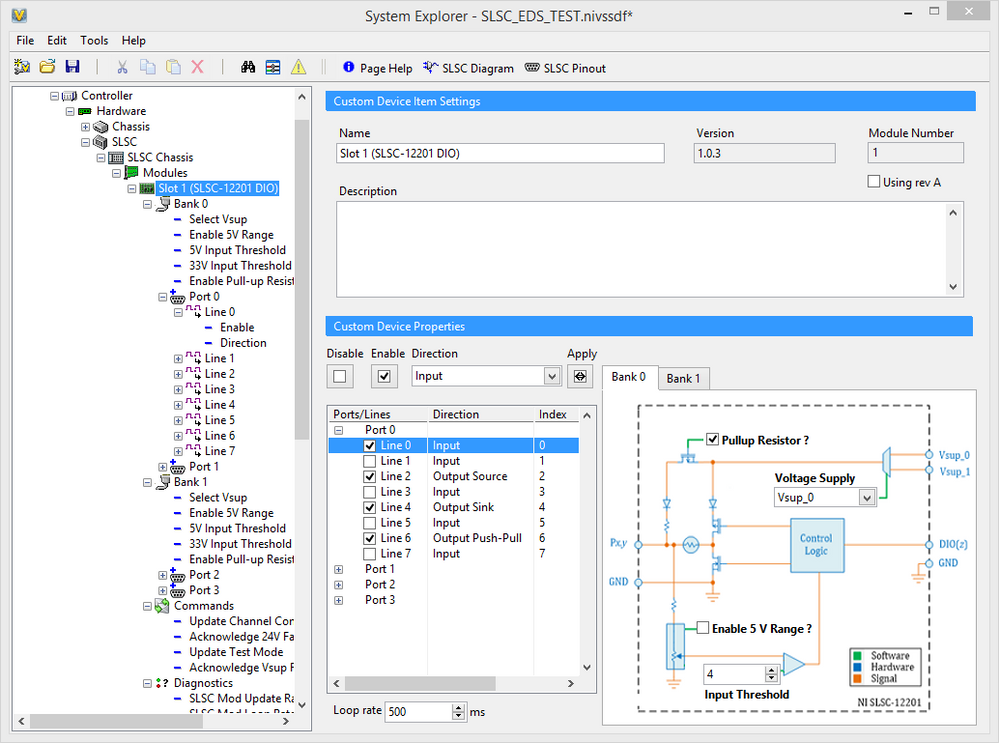 System Explorer - SLSC_EDS_TEST.nivssdf*
File Edit Tools Help
Page Help SLSC Diagram SLSC Pinout
Controller
Hardware
Chassis
SLSC
SLSC Chassis
Modules
Slot 1 (SLSC-12201 DIO)
Bank 0
Select Vsup
Enable 5V Range
5V Input Threshold
33V Input Threshold
Enable Pull-up Resist
Port 0
Line 0
Enable
Direction
Line 1
Line 2
Line 3
Line 4
Line 5
Line 6
Line 7
Port 1
Bank 1
Select Vsup
Enable 5V Range
5V Input Threshold
33V Input Threshold
Enable Pull-up Resist
Port 2
Port 3
Commands
Update Channel Con
Acknowledge 24V Fa
Update Test Mode
Acknowledge Vsup F
Diagnostics
SLSC Mod Update Ra
Custom Device Item Settings
Name Version Module Number
Slot 1 (SLSC-12201 DIO) 1.0.3 1
Using rev A
Description
Custom Device Properties
Disable Enable Direction Apply
Input
Ports/Lines Direction Index
Port 0
Line 0 Input 0
Line 1 Input 1
Line 2 Output Source 2
Line 3 Input 3
Line 4 Output Sink 4
Line 5 Input 5
Line 6 Output Push-Pull 6
Line 7 Input 7
Port 1
Port 2
Port 3
Loop rate 500 ms
Bank 0 Bank 1
Pullup Resistor ?
Vsup_0
Vsup_1
Voltage Supply
Vsup_0
Px.y
Control
Logic
DIO(z)
GND
GND
Enable 5 V Range ?
4
Input Threshold
Software
Hardware
Signal
NI SLSC-12201